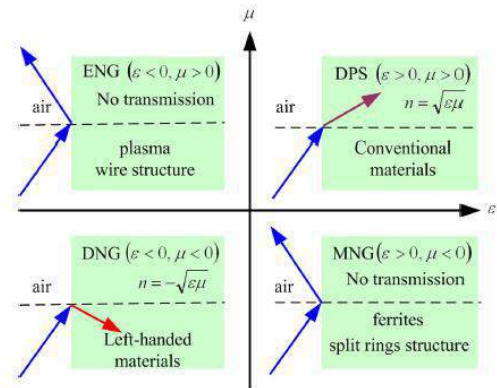 μ
ENG (ε<0, μ>0)
No transmission
air
plasma
wire structure
DPS (ε>0, μ>0)
n=√εμ
air
Conventional
materials
ε
DNG (ε<0, μ<0)
n=−√εμ
air
Left-handed
materials
MNG(ε>0, μ<0)
No transmission
air
ferrites
split rings structure